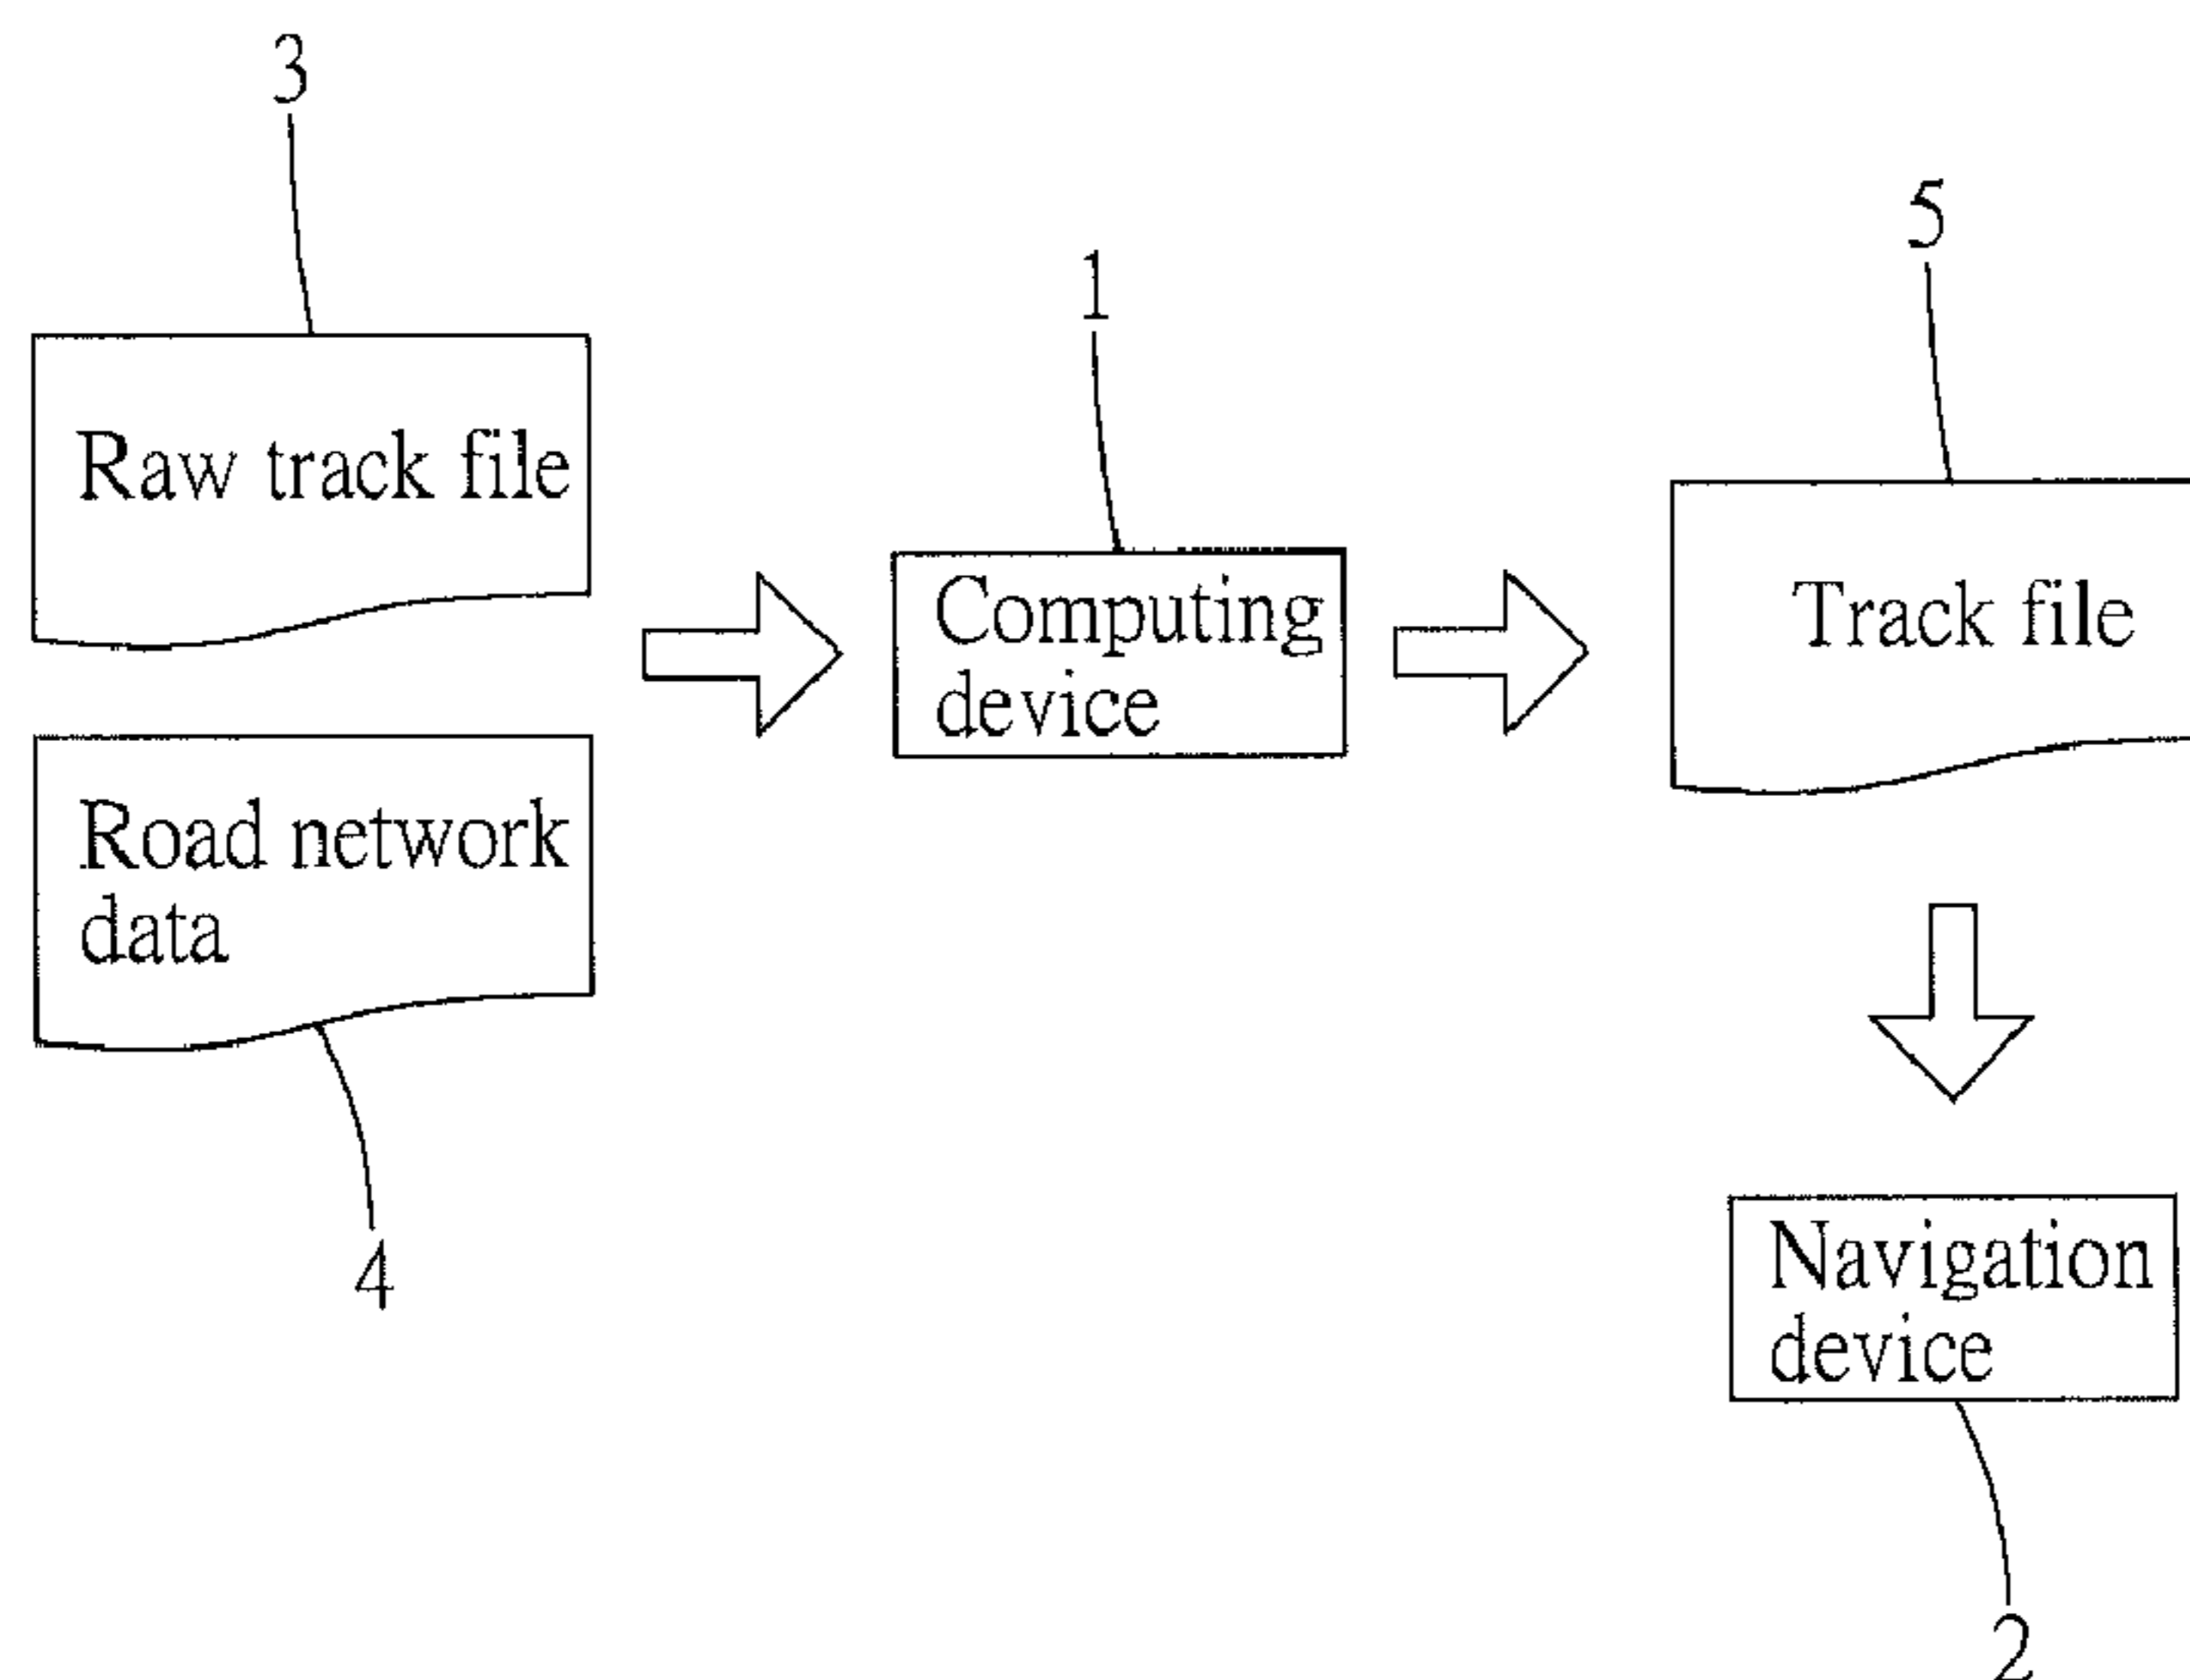 3
Raw track file
1
Computing
device
5
Track file
Road network
data
4
Navigation
device
2